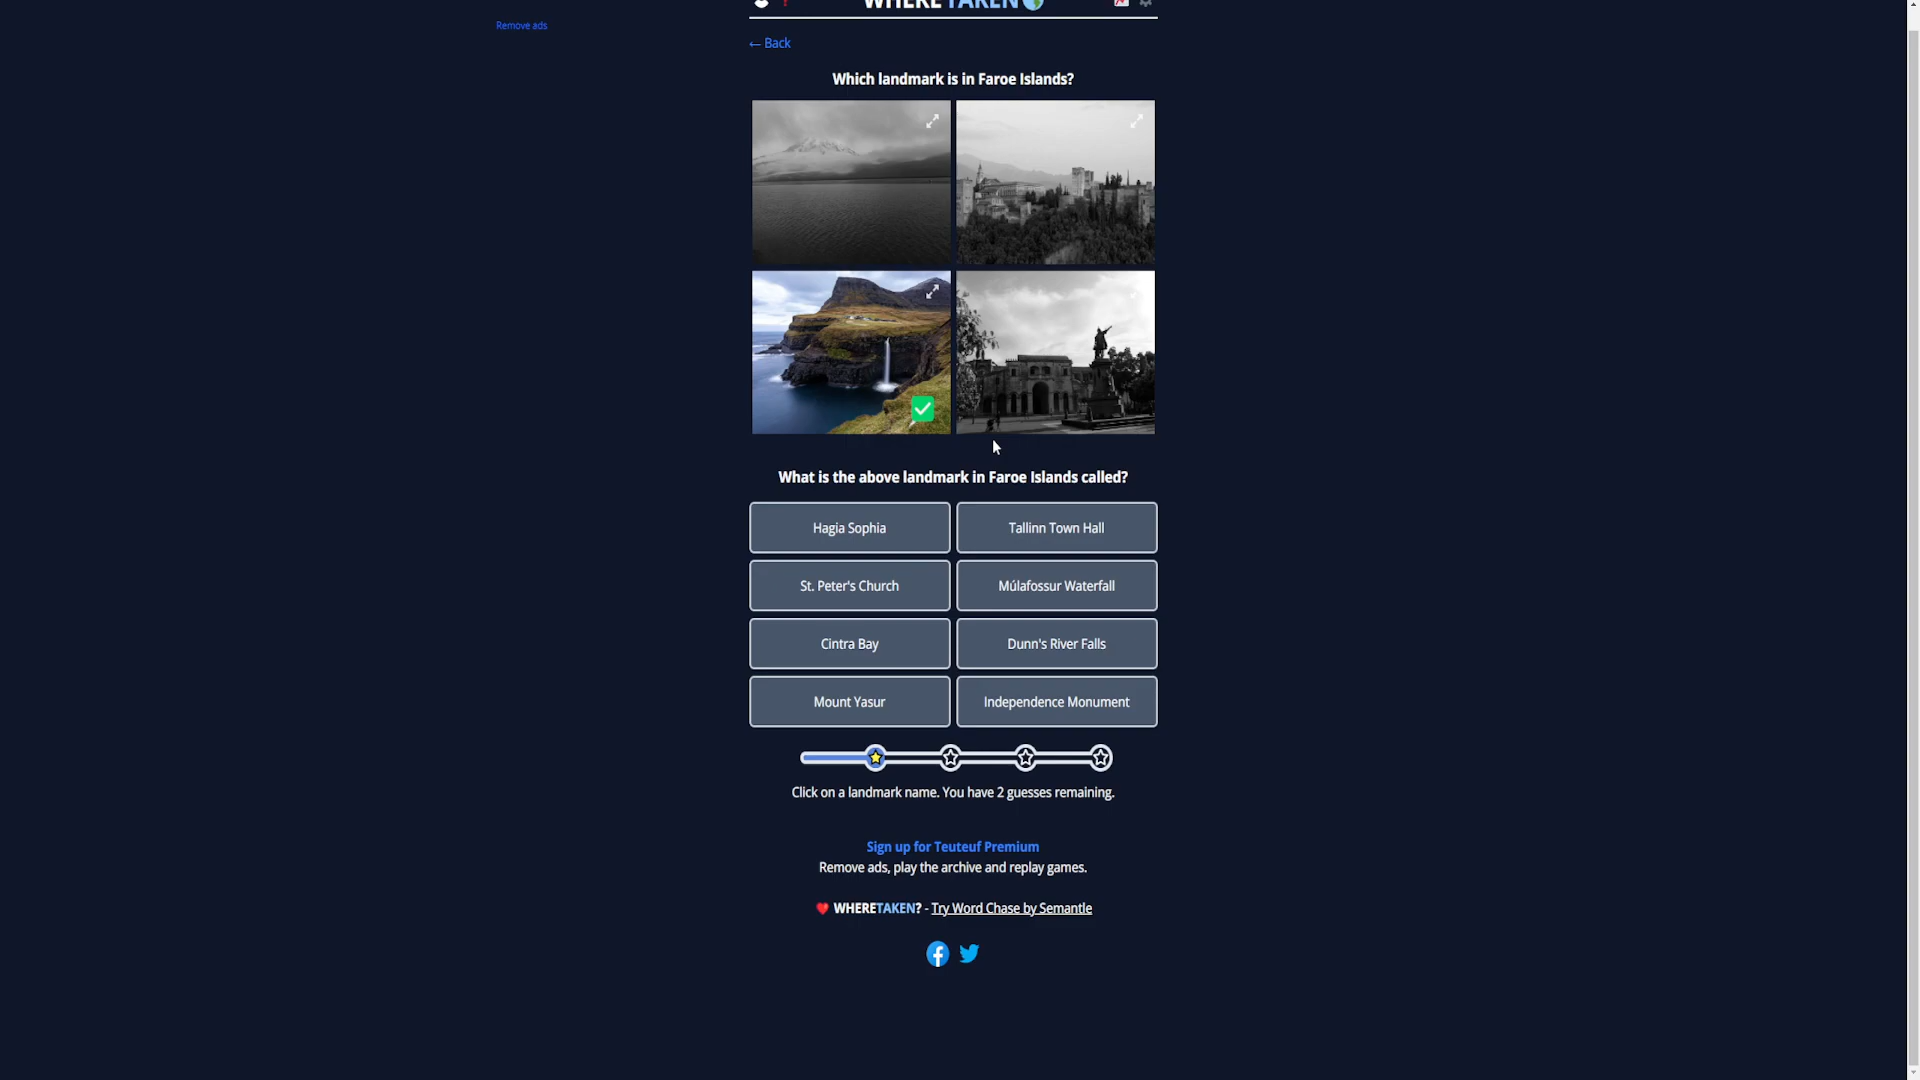 Remove ads
WHERETAKEN
← Back
Which landmark is in Faroe Islands?
What is the above landmark in Faroe Islands called?
Hagia Sophia
Tallinn Town Hall
St. Peter's Church
Múlafossur Waterfall
Cintra Bay
Dunn's River Falls
Mount Yasur
Independence Monument
Click on a landmark name. You have 2 guesses remaining.
Sign up for Teuteuf Premium
Remove ads, play the archive and replay games.
❤️ WHERETAKEN? - Try Word Chase by Semantle